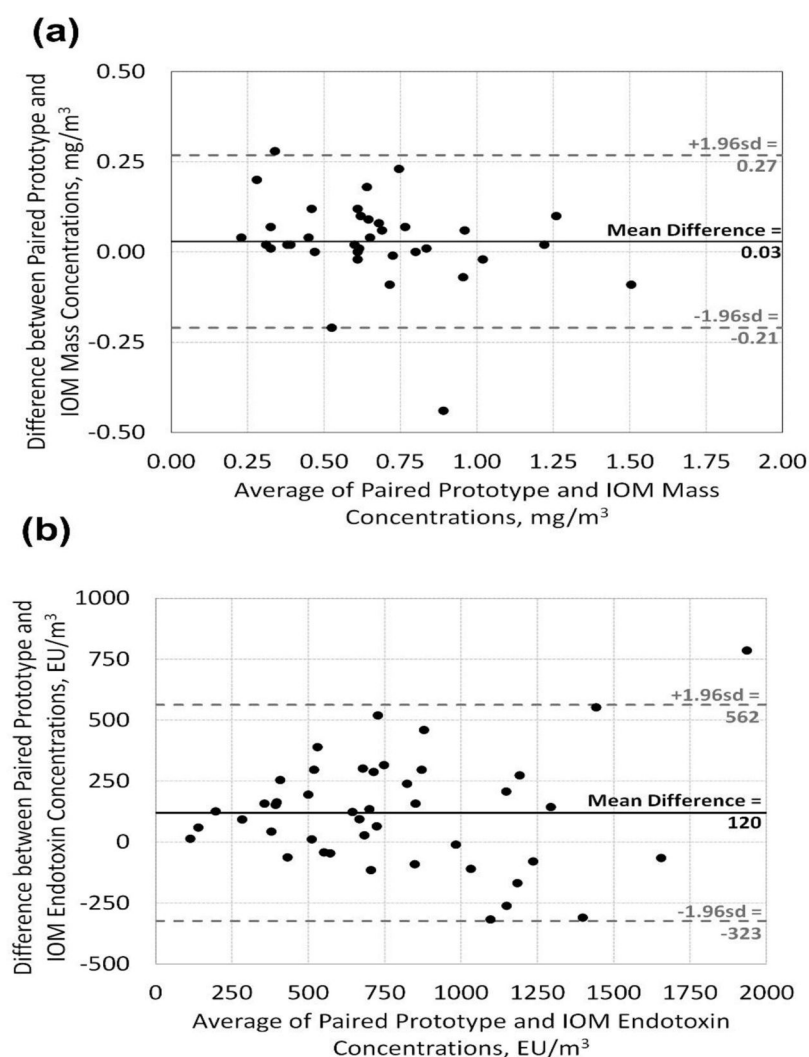 (a)
Difference between Paired Prototype and
IOM Mass Concentrations, mg/m³
0.50
0.25
0.00
-0.25
-0.50
+1.96sd =
0.27
Mean Difference =
0.03
-1.96sd =
-0.21
0.00 0.25 0.50 0.75 1.00 1.25 1.50 1.75 2.00
Average of Paired Prototype and IOM Mass
Concentrations, mg/m³
(b)
Difference between Paired Prototype and
IOM Endotoxin Concentrations, EU/m³
1000
750
500
250
0
-250
-500
+1.96sd =
562
Mean Difference =
120
-1.96sd =
-323
0 250 500 750 1000 1250 1500 1750 2000
Average of Paired Prototype and IOM Endotoxin
Concentrations, EU/m³